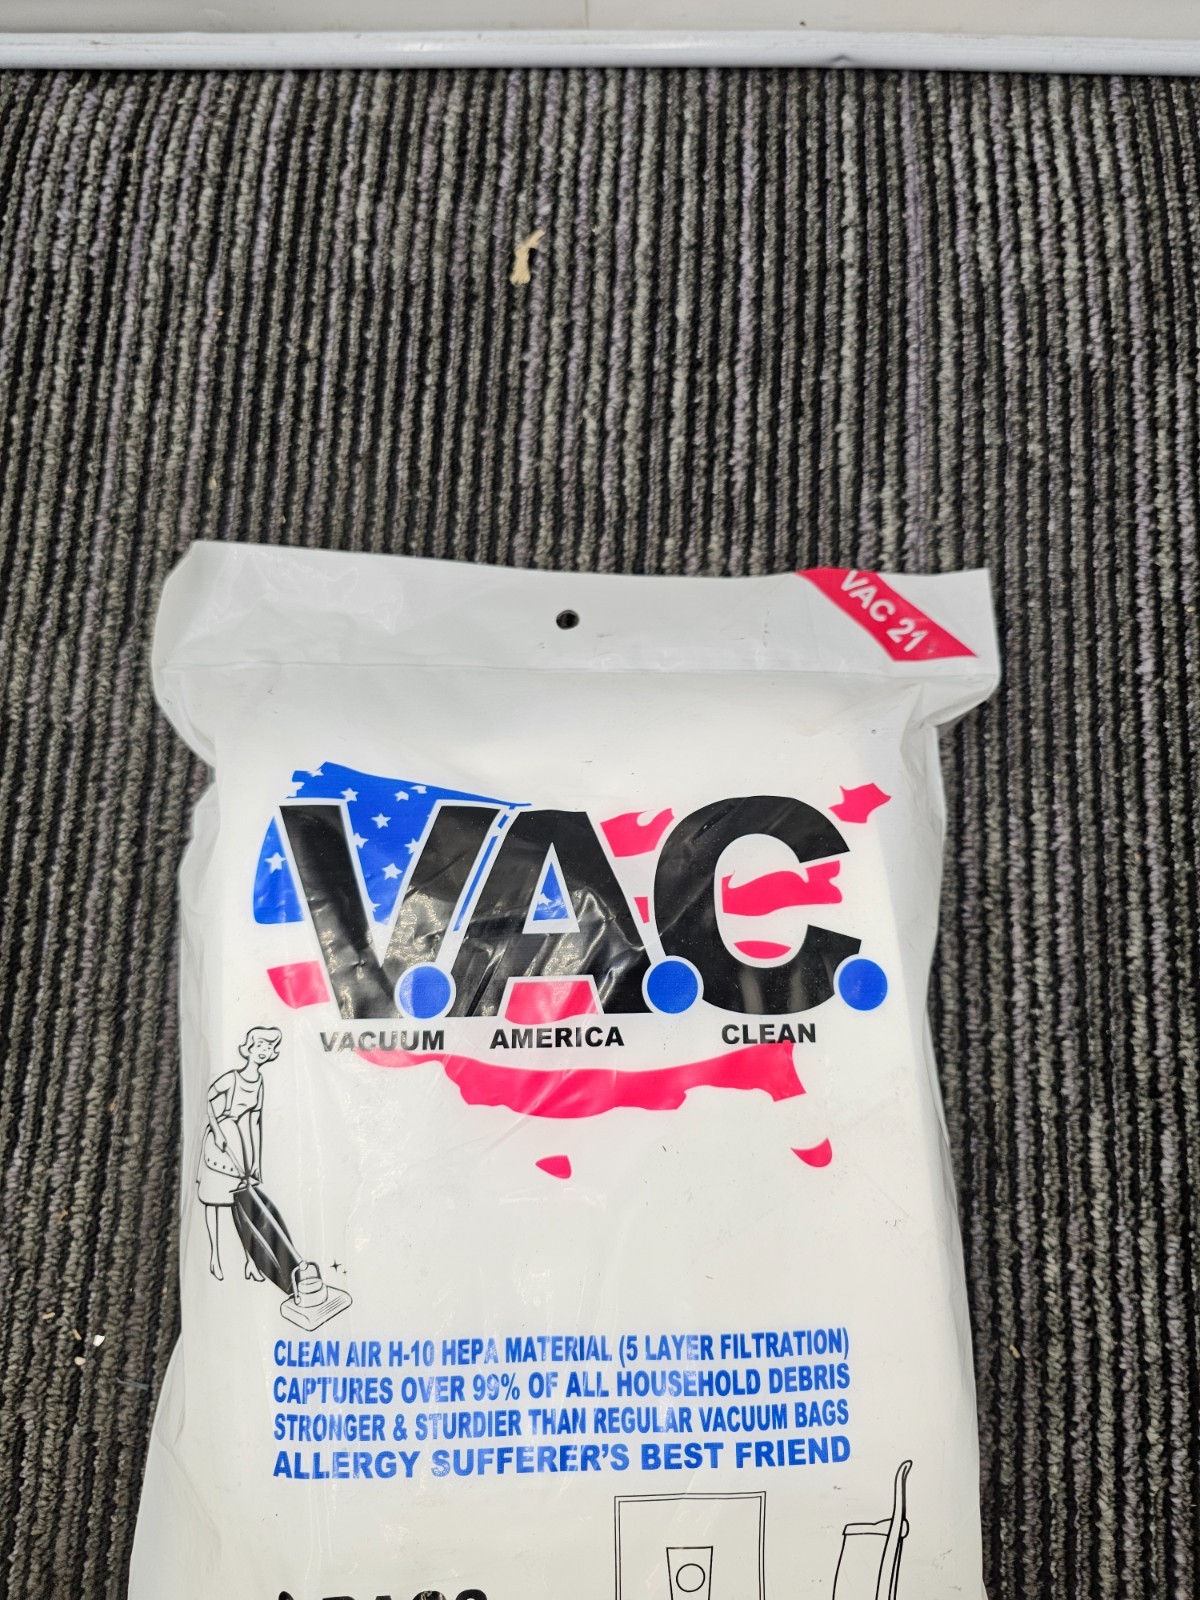 VAC 21
V.A.C.
VACUUM AMERICA CLEAN
CLEAN AIR H-10 HEPA MATERIAL (5 LAYER FILTRATION)
CAPTURES OVER 99% OF ALL HOUSEHOLD DEBRIS
STRONGER & STURDIER THAN REGULAR VACUUM BAGS
ALLERGY SUFFERER'S BEST FRIEND